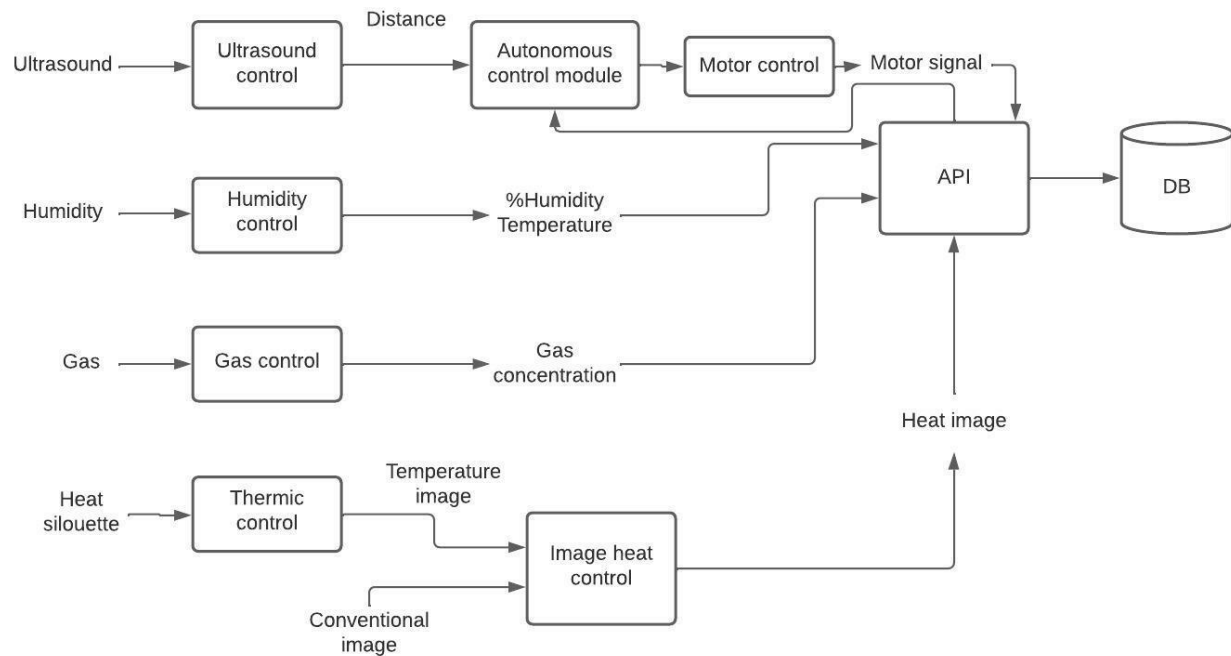 Distance
Ultrasound
Ultrasound
control
Autonomous
control module
Motor control
Motor signal
API
DB
Humidity
Humidity
control
%Humidity
Temperature
Gas
Gas control
Gas
concentration
Heat image
Heat
silouette
Thermic
control
Temperature
image
Image heat
control
Conventional
image